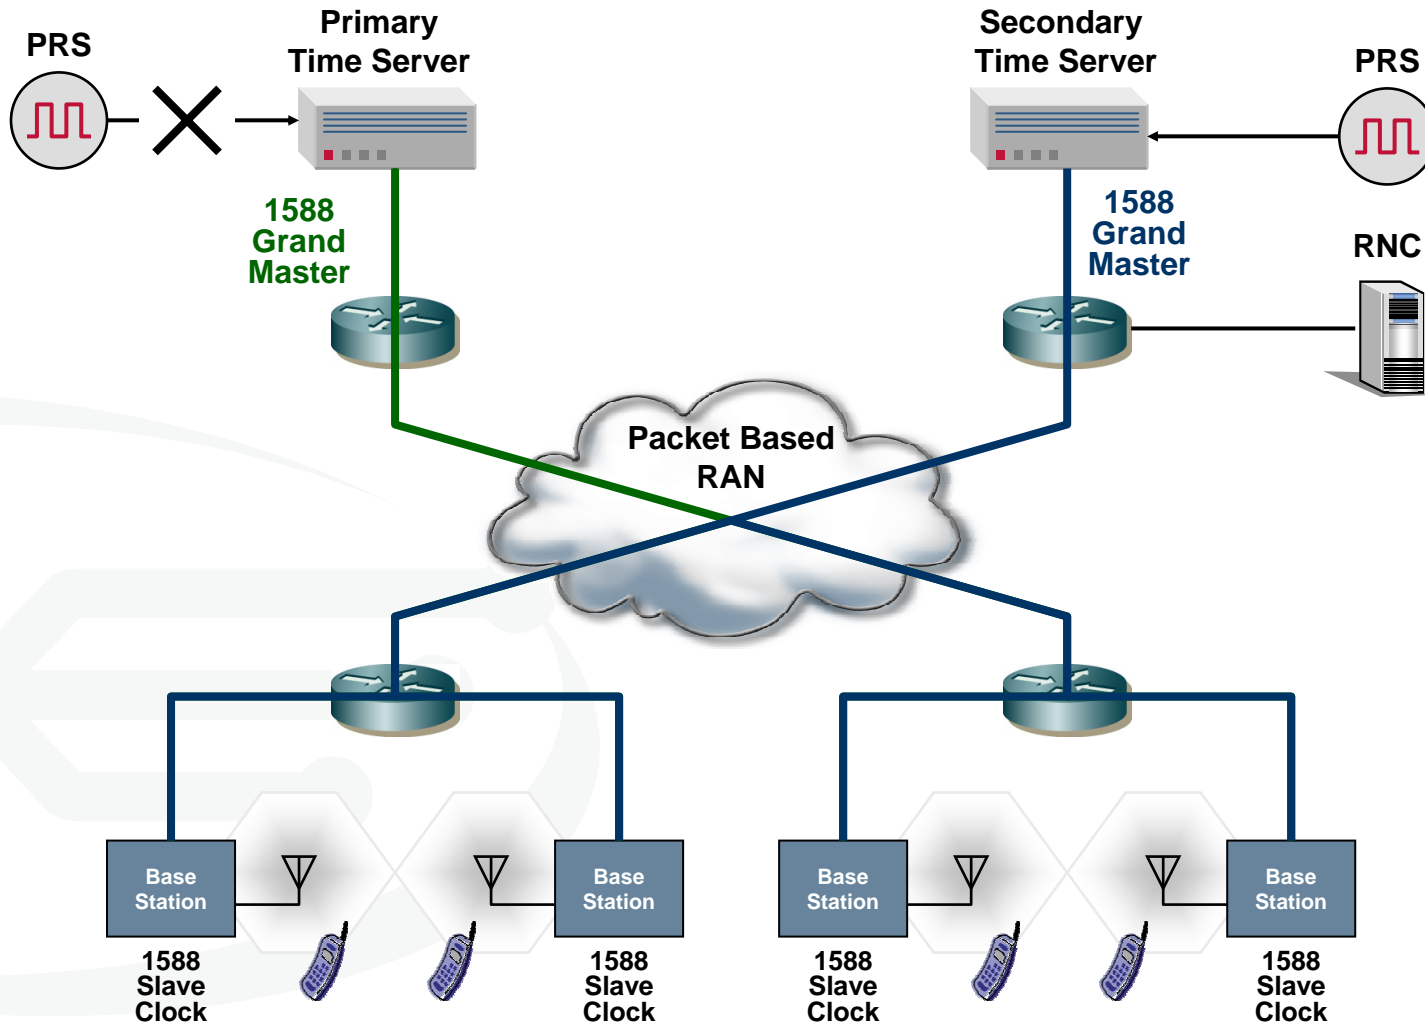 Primary
Time Server
Secondary
Time Server
PRS
PRS
1588
Grand
Master
1588
Grand
Master
RNC
Packet Based
RAN
Base
Station
Base
Station
Base
Station
Base
Station
1588
Slave
Clock
1588
Slave
Clock
1588
Slave
Clock
1588
Slave
Clock